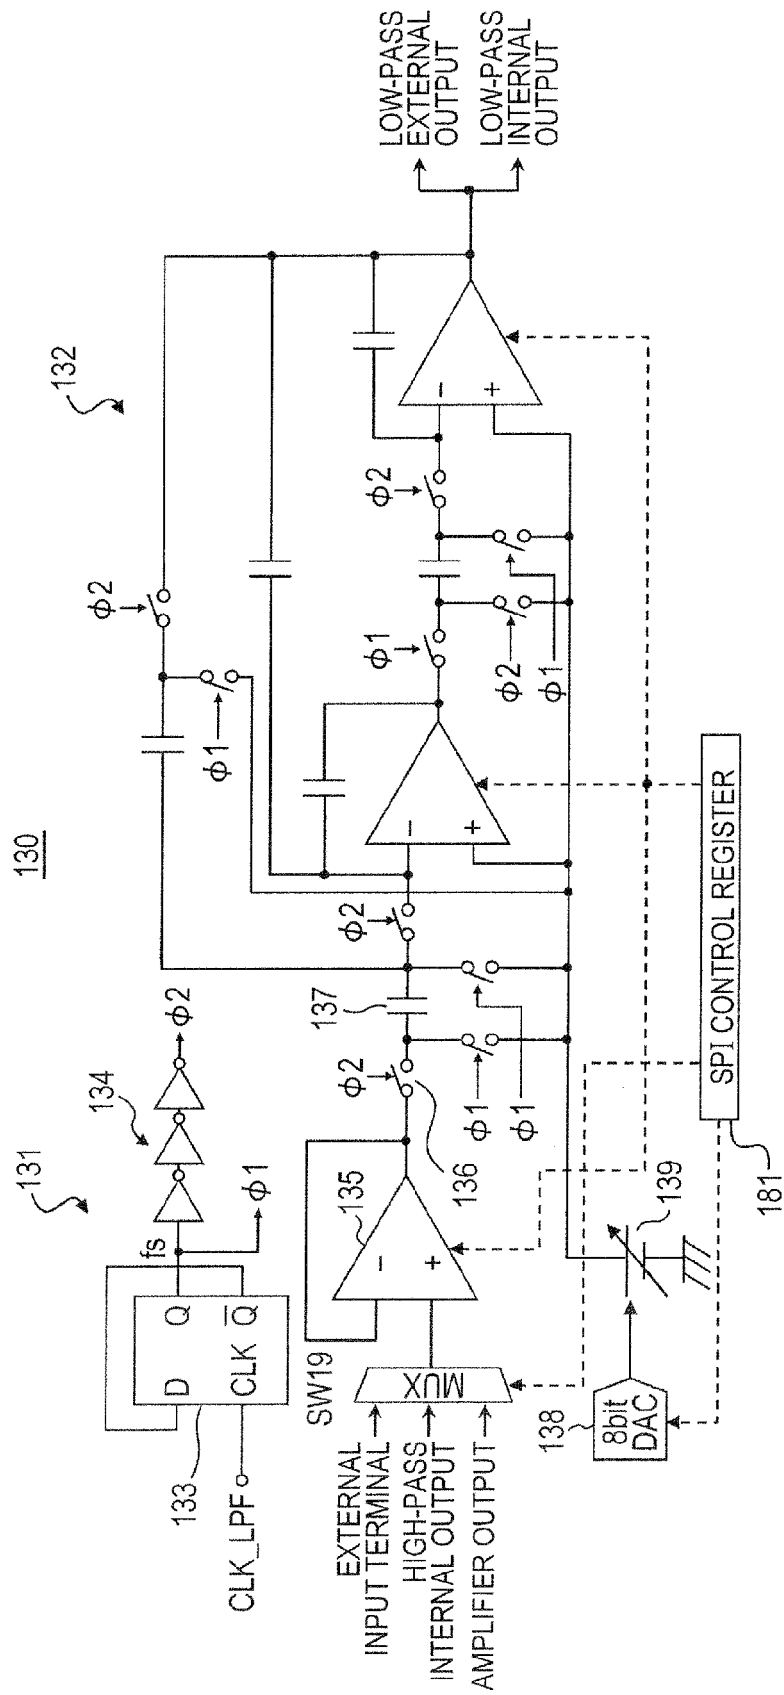 130
131
132
133
134
D Q
CLK Q
fs
CLK_LPF
ϕ1
ϕ2
SW19
EXTERNAL
INPUT TERMINAL
HIGH-PASS
INTERNAL OUTPUT
AMPLIFIER OUTPUT
MUX
135
-
+
136
ϕ2
137
ϕ1
ϕ1
ϕ2
-
+
ϕ1
ϕ2
ϕ1
ϕ2
ϕ1
ϕ2
-
+
LOW-PASS
EXTERNAL
OUTPUT
LOW-PASS
INTERNAL
OUTPUT
138
8bit
DAC
139
181
SPI CONTROL REGISTER